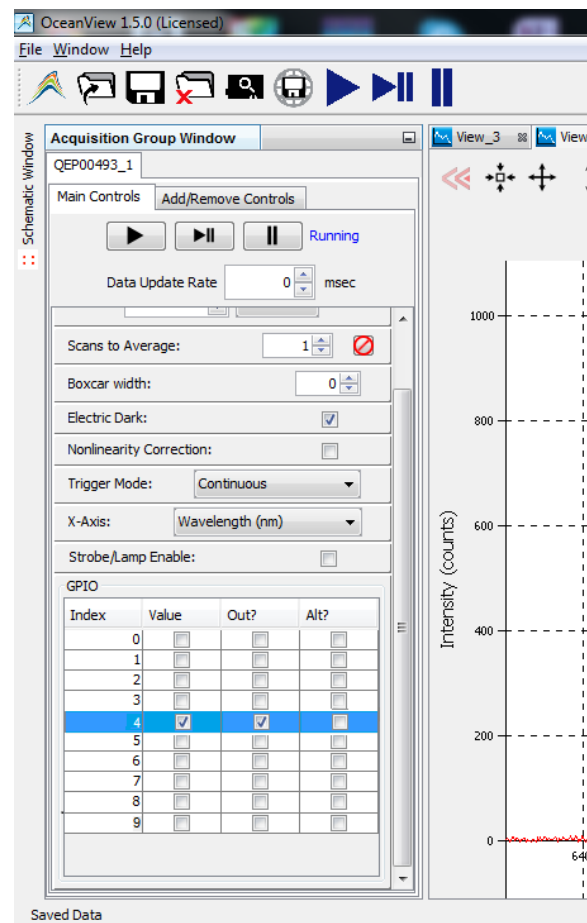 OceanView 1.5.0 (Licensed)
File Window Help
Schematic Window
Acquisition Group Window
QEP00493_1
Main Controls Add/Remove Controls
Running
Data Update Rate 0 msec
Scans to Average: 1
Boxcar width: 0
Electric Dark:
Nonlinearity Correction:
Trigger Mode: Continuous
X-Axis: Wavelength (nm)
Strobe/Lamp Enable:
GPIO
Index Value Out? Alt?
0
1
2
3
4
5
6
7
8
9
View_3 View
Intensity (counts)
1000
800
600
400
200
0
640
Saved Data